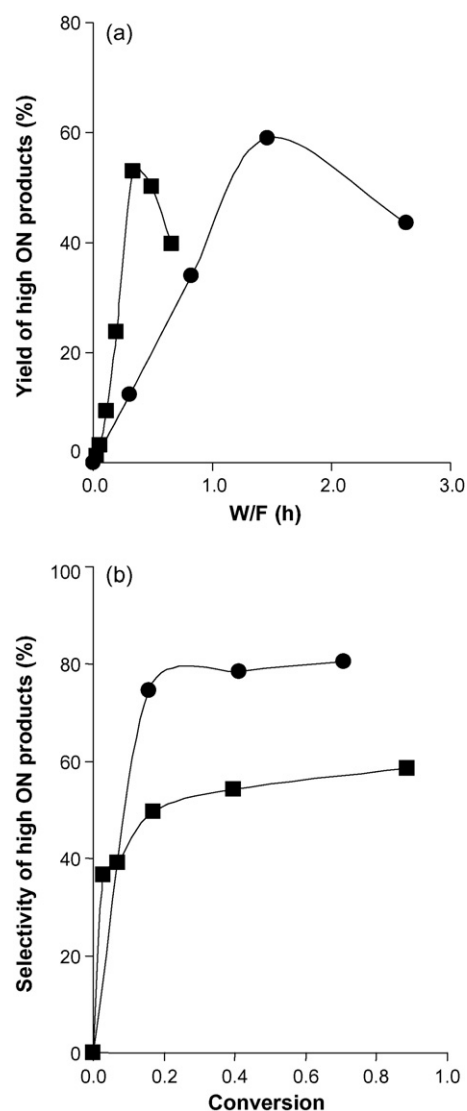 (a)
Yield of high ON products (%)
80
60
40
20
0
0.0 1.0 2.0 3.0
W/F (h)
(b)
Selectivity of high ON products (%)
100
80
60
40
20
0
0.0 0.2 0.4 0.6 0.8 1.0
Conversion